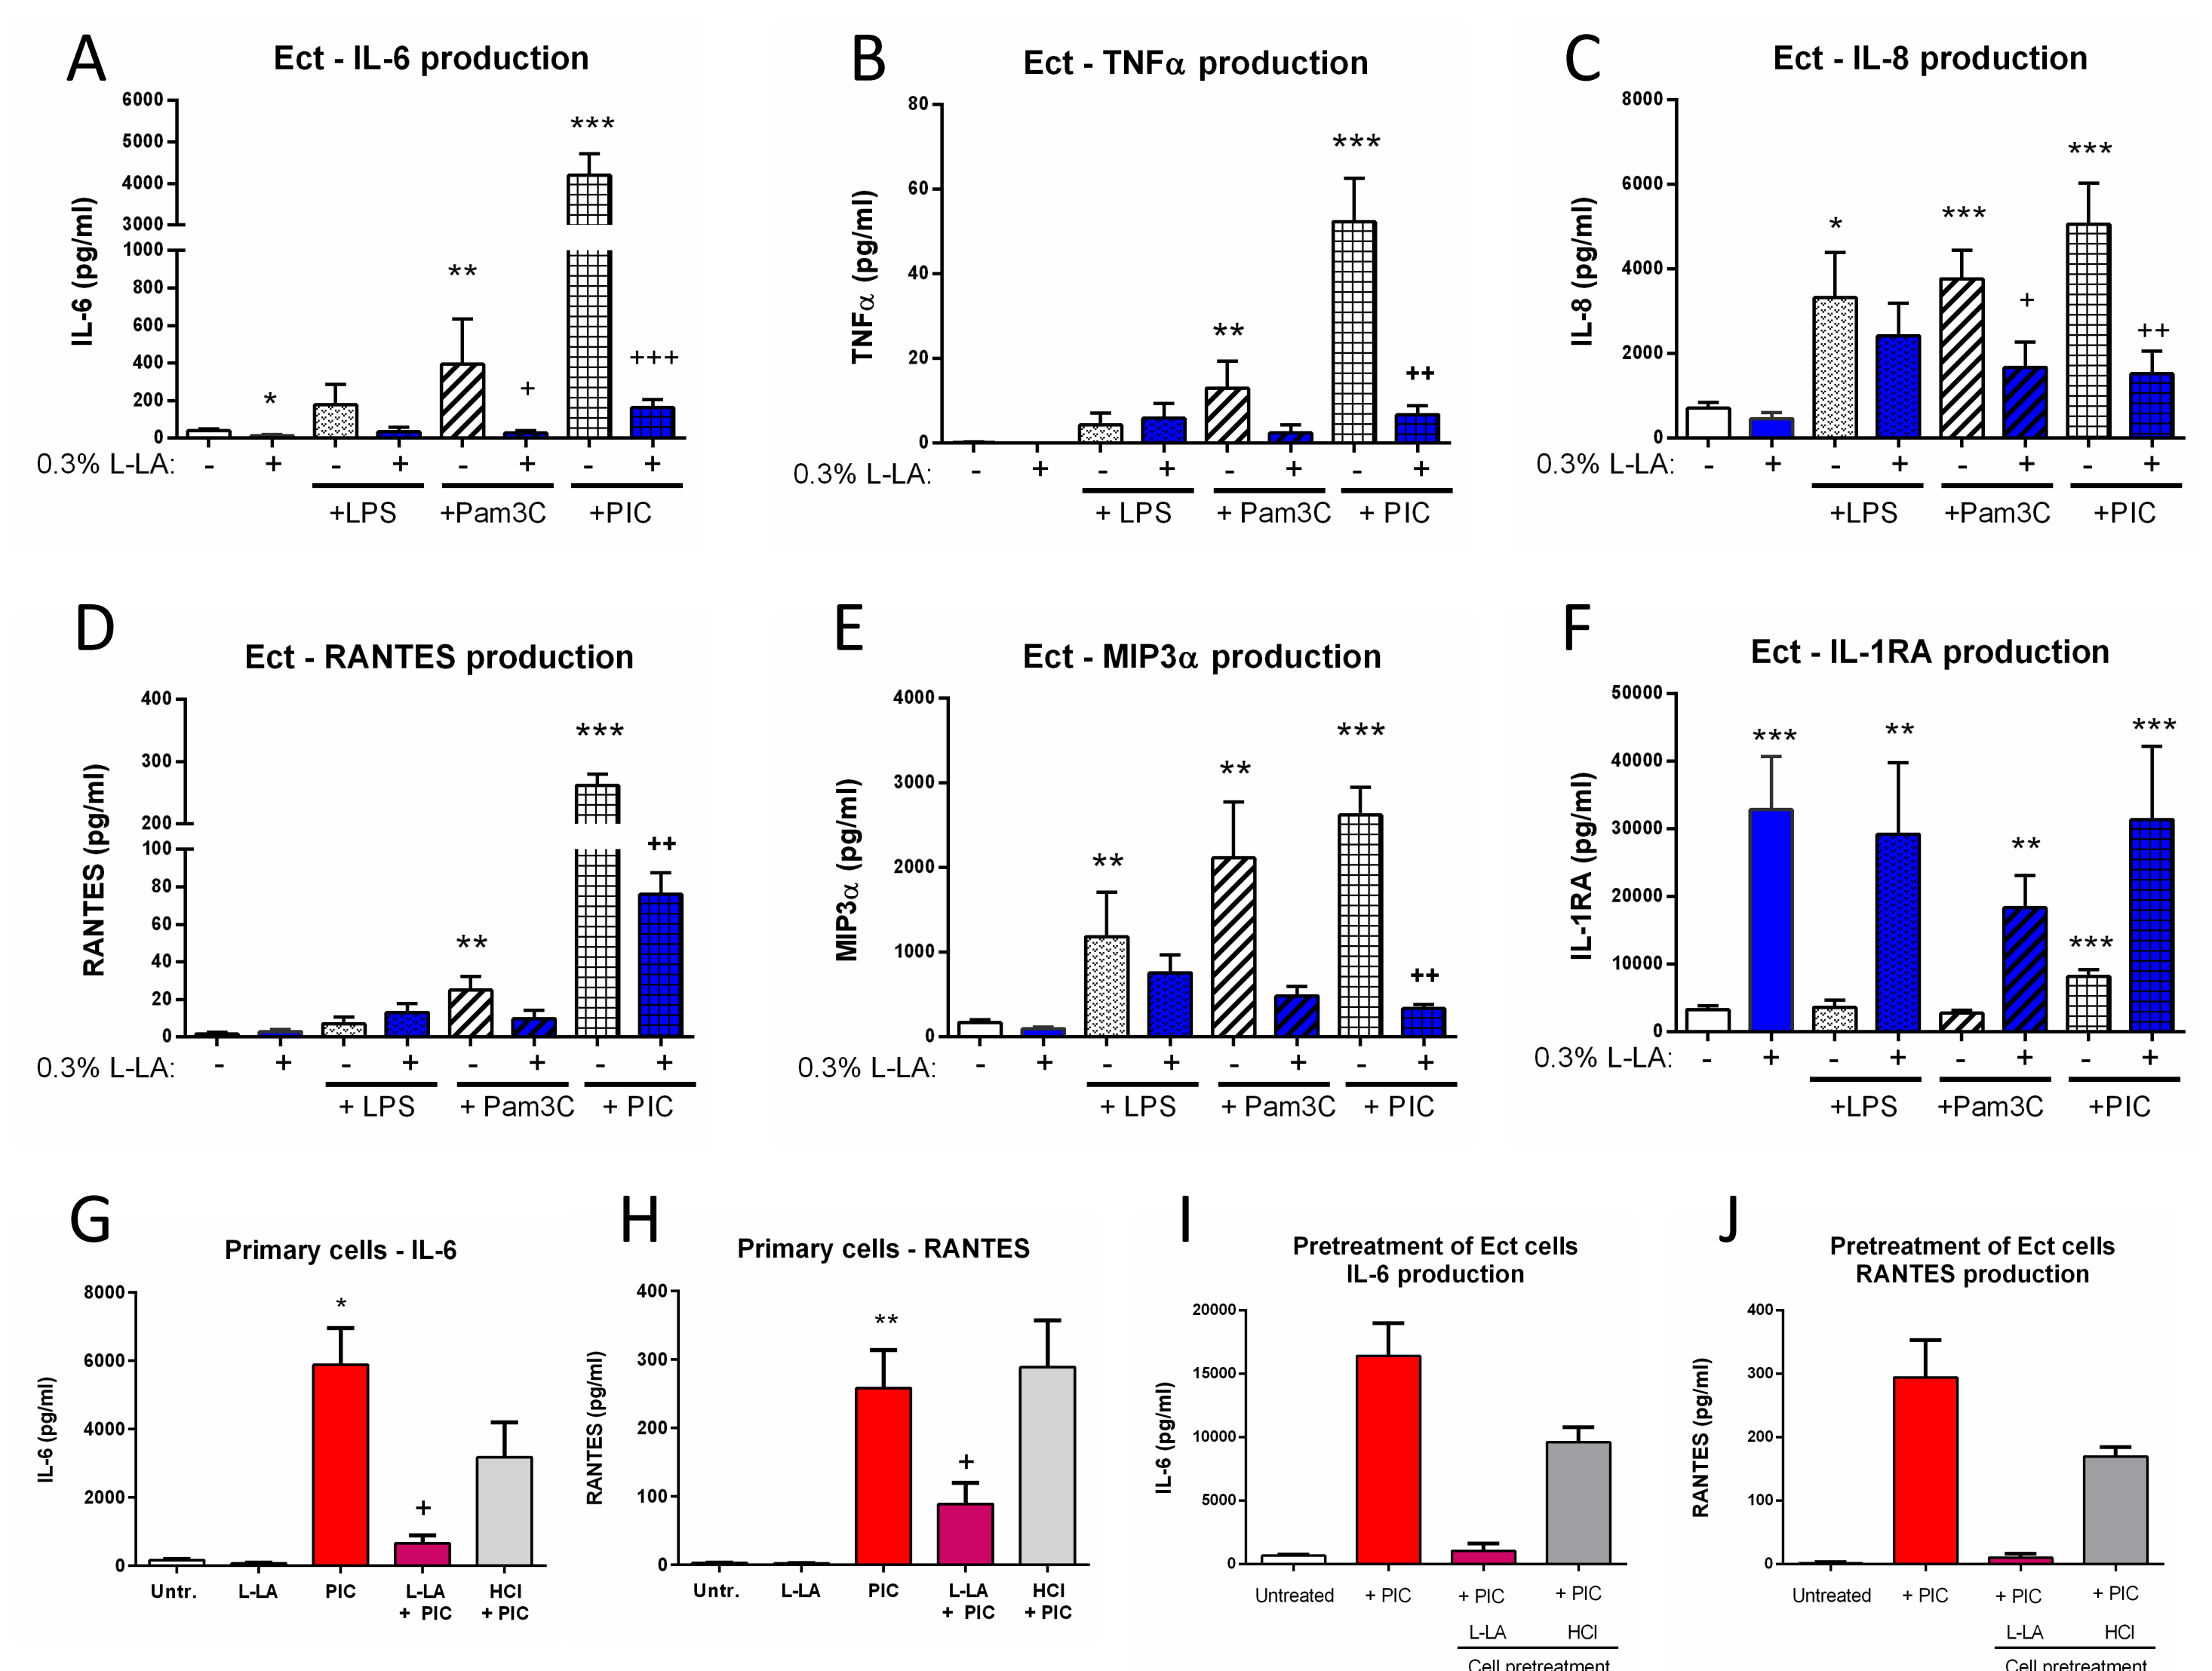 A
Ect - IL-6 production
6000
5000
4000
3000
1000
800
600
400
200
0
IL-6 (pg/ml)
*
**
+
***
+++
0.3% L-LA: - + - + - + - +
+LPS +Pam3C +PIC
B
Ect - TNFα production
80
60
40
20
0
TNFα (pg/ml)
**
***
++
0.3% L-LA: - + - + - + - +
+ LPS + Pam3C + PIC
C
Ect - IL-8 production
8000
6000
4000
2000
0
IL-8 (pg/ml)
*
***
+
***
++
0.3% L-LA: - + - + - + - +
+LPS +Pam3C +PIC
D
Ect - RANTES production
400
300
200
100
80
60
40
20
0
RANTES (pg/ml)
**
***
++
0.3% L-LA: - + - + - + - +
+ LPS + Pam3C + PIC
E
Ect - MIP3α production
4000
3000
2000
1000
0
MIP3α (pg/ml)
**
**
***
++
0.3% L-LA: - + - + - + - +
+ LPS + Pam3C + PIC
F
Ect - IL-1RA production
50000
40000
30000
20000
10000
0
IL-1RA (pg/ml)
***
**
**
***
***
0.3% L-LA: - + - + - + - +
+LPS +Pam3C +PIC
G
Primary cells - IL-6
8000
6000
4000
2000
0
IL-6 (pg/ml)
*
+
Untr. L-LA PIC L-LA HCl
+ PIC + PIC
H
Primary cells - RANTES
400
300
200
100
0
RANTES (pg/ml)
**
+
Untr. L-LA PIC L-LA HCl
+ PIC + PIC
I
Pretreatment of Ect cells
IL-6 production
20000
15000
10000
5000
0
IL-6 (pg/ml)
Untreated + PIC + PIC + PIC
L-LA HCl
Cell pretreatment
J
Pretreatment of Ect cells
RANTES production
400
300
200
100
0
RANTES (pg/ml)
Untreated + PIC + PIC + PIC
L-LA HCl
Cell pretreatment